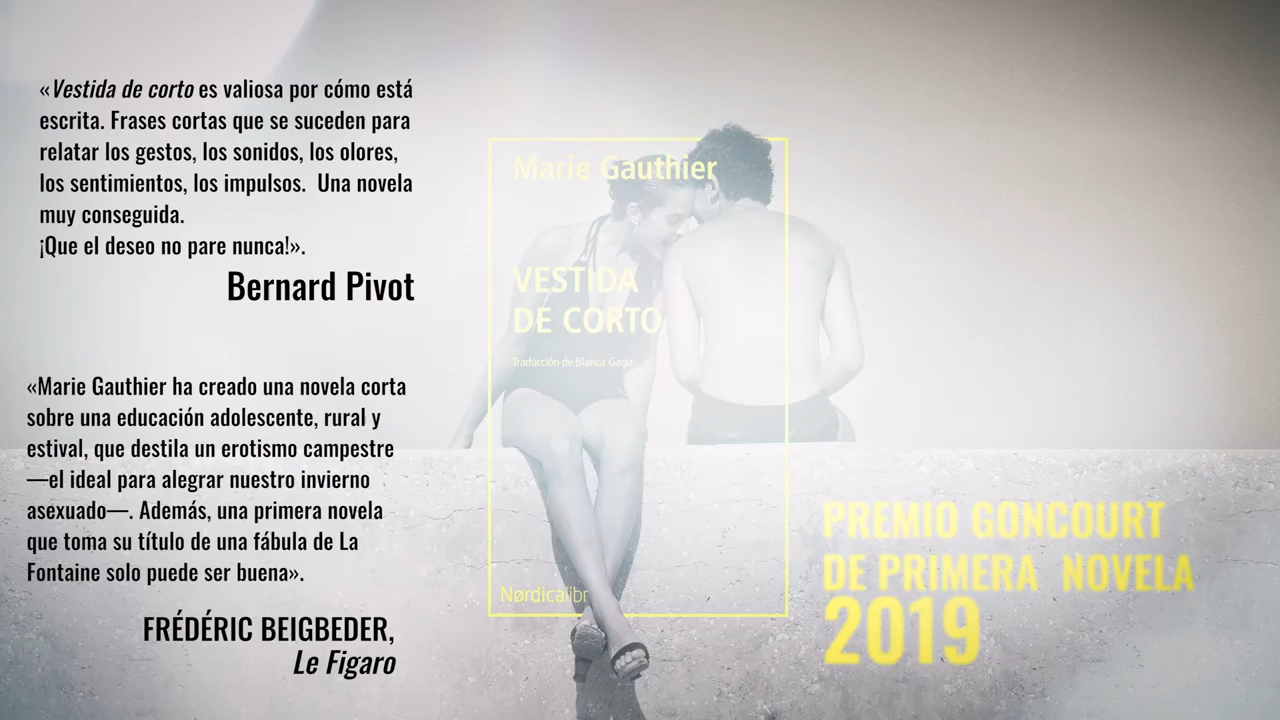 «Vestida de corto es valiosa por cómo está
escrita. Frases cortas que se suceden para
relatar los gestos, los sonidos, los olores,
los sentimientos, los impulsos.  Una novela
muy conseguida.
¡Que el deseo no pare nunca!».
Bernard Pivot
«Marie Gauthier ha creado una novela corta
sobre una educación adolescente, rural y
estival, que destila un erotismo campestre
—el ideal para alegrar nuestro invierno
asexuado—. Además, una primera novela
que toma su título de una fábula de La
Fontaine solo puede ser buena».
FRÉDÉRIC BEIGBEDER,
Le Figaro
Marie Gauthier
VESTIDA
DE CORTO
Traducción de Blanca Gago
Nørdicalibr
PREMIO GONCOURT
DE PRIMERA  NOVELA
2019